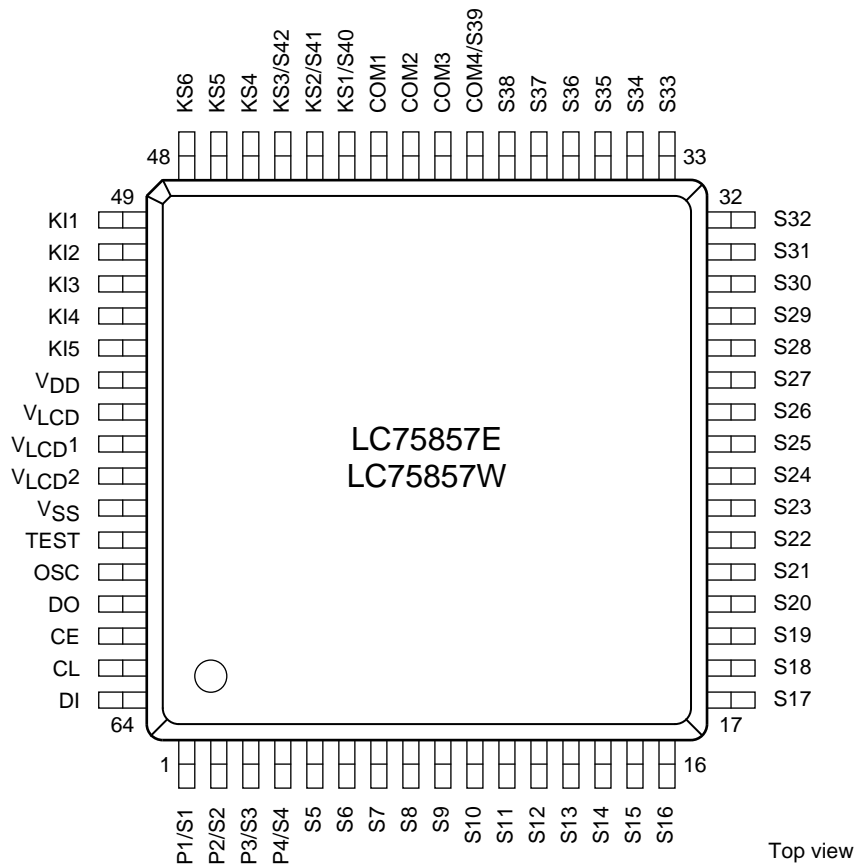 KS6
KS5
KS4
KS3/S42
KS2/S41
KS1/S40
COM1
COM2
COM3
COM4/S39
S38
S37
S36
S35
S34
S33
48
33
49
32
KI1
S32
KI2
S31
KI3
S30
KI4
S29
KI5
S28
VDD
S27
VLCD
S26
VLCD1
S25
VLCD2
S24
VSS
S23
TEST
S22
OSC
S21
DO
S20
CE
S19
CL
S18
DI
S17
LC75857E
LC75857W
64
17
1
16
P1/S1
P2/S2
P3/S3
P4/S4
S5
S6
S7
S8
S9
S10
S11
S12
S13
S14
S15
S16
Top view